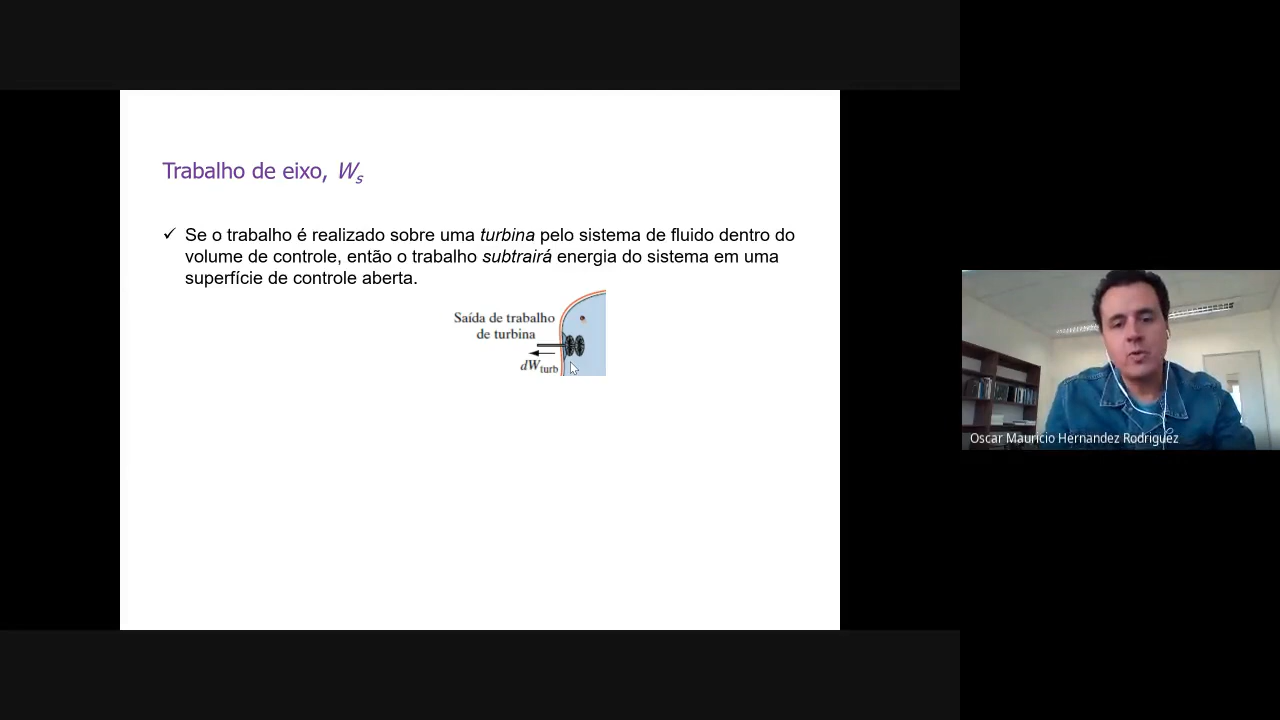 Trabalho de eixo, Ws
✓ Se o trabalho é realizado sobre uma turbina pelo sistema de fluido dentro do
volume de controle, então o trabalho subtrairá energia do sistema em uma
superfície de controle aberta.
Saída de trabalho
de turbina
dWturb
Oscar Mauricio Hernandez Rodriguez